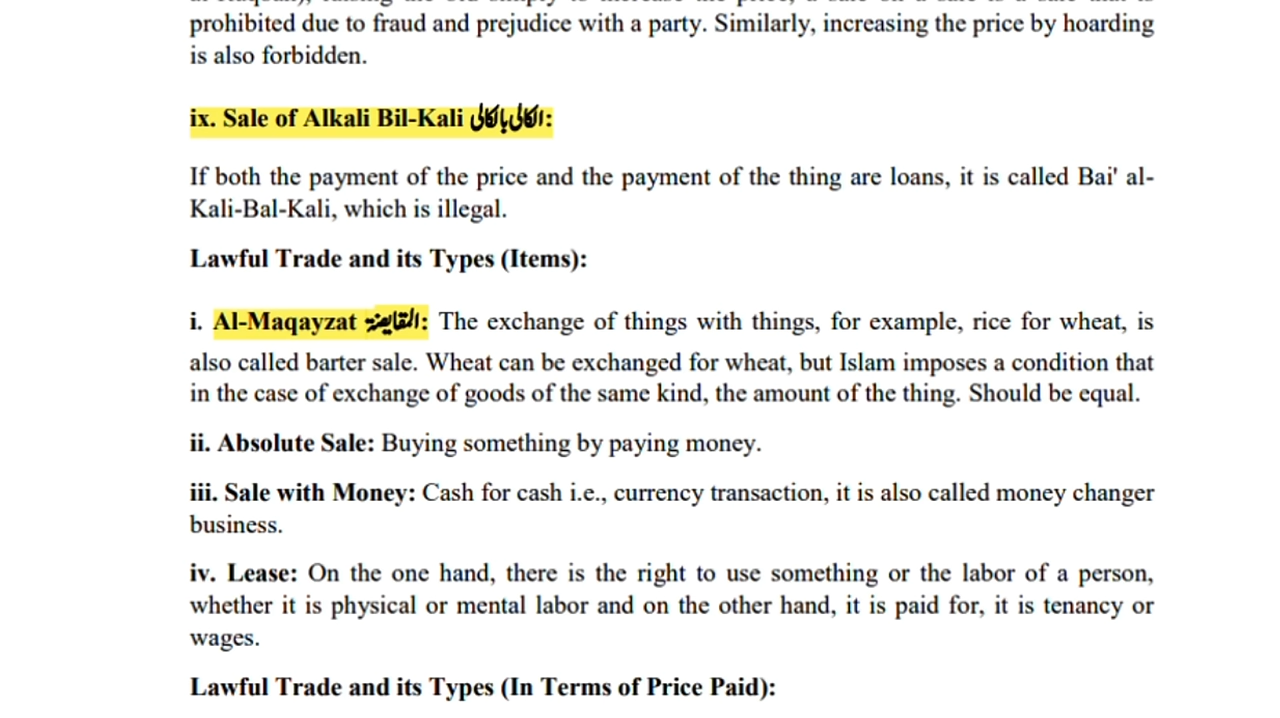 prohibited due to fraud and prejudice with a party. Similarly, increasing the price by hoarding
is also forbidden.
ix. Sale of Alkali Bil-Kali الکالی بالکالی:
If both the payment of the price and the payment of the thing are loans, it is called Bai' al-
Kali-Bal-Kali, which is illegal.
Lawful Trade and its Types (Items):
i. Al-Maqayzat المقایضۃ: The exchange of things with things, for example, rice for wheat, is
also called barter sale. Wheat can be exchanged for wheat, but Islam imposes a condition that
in the case of exchange of goods of the same kind, the amount of the thing. Should be equal.
ii. Absolute Sale: Buying something by paying money.
iii. Sale with Money: Cash for cash i.e., currency transaction, it is also called money changer
business.
iv. Lease: On the one hand, there is the right to use something or the labor of a person,
whether it is physical or mental labor and on the other hand, it is paid for, it is tenancy or
wages.
Lawful Trade and its Types (In Terms of Price Paid):